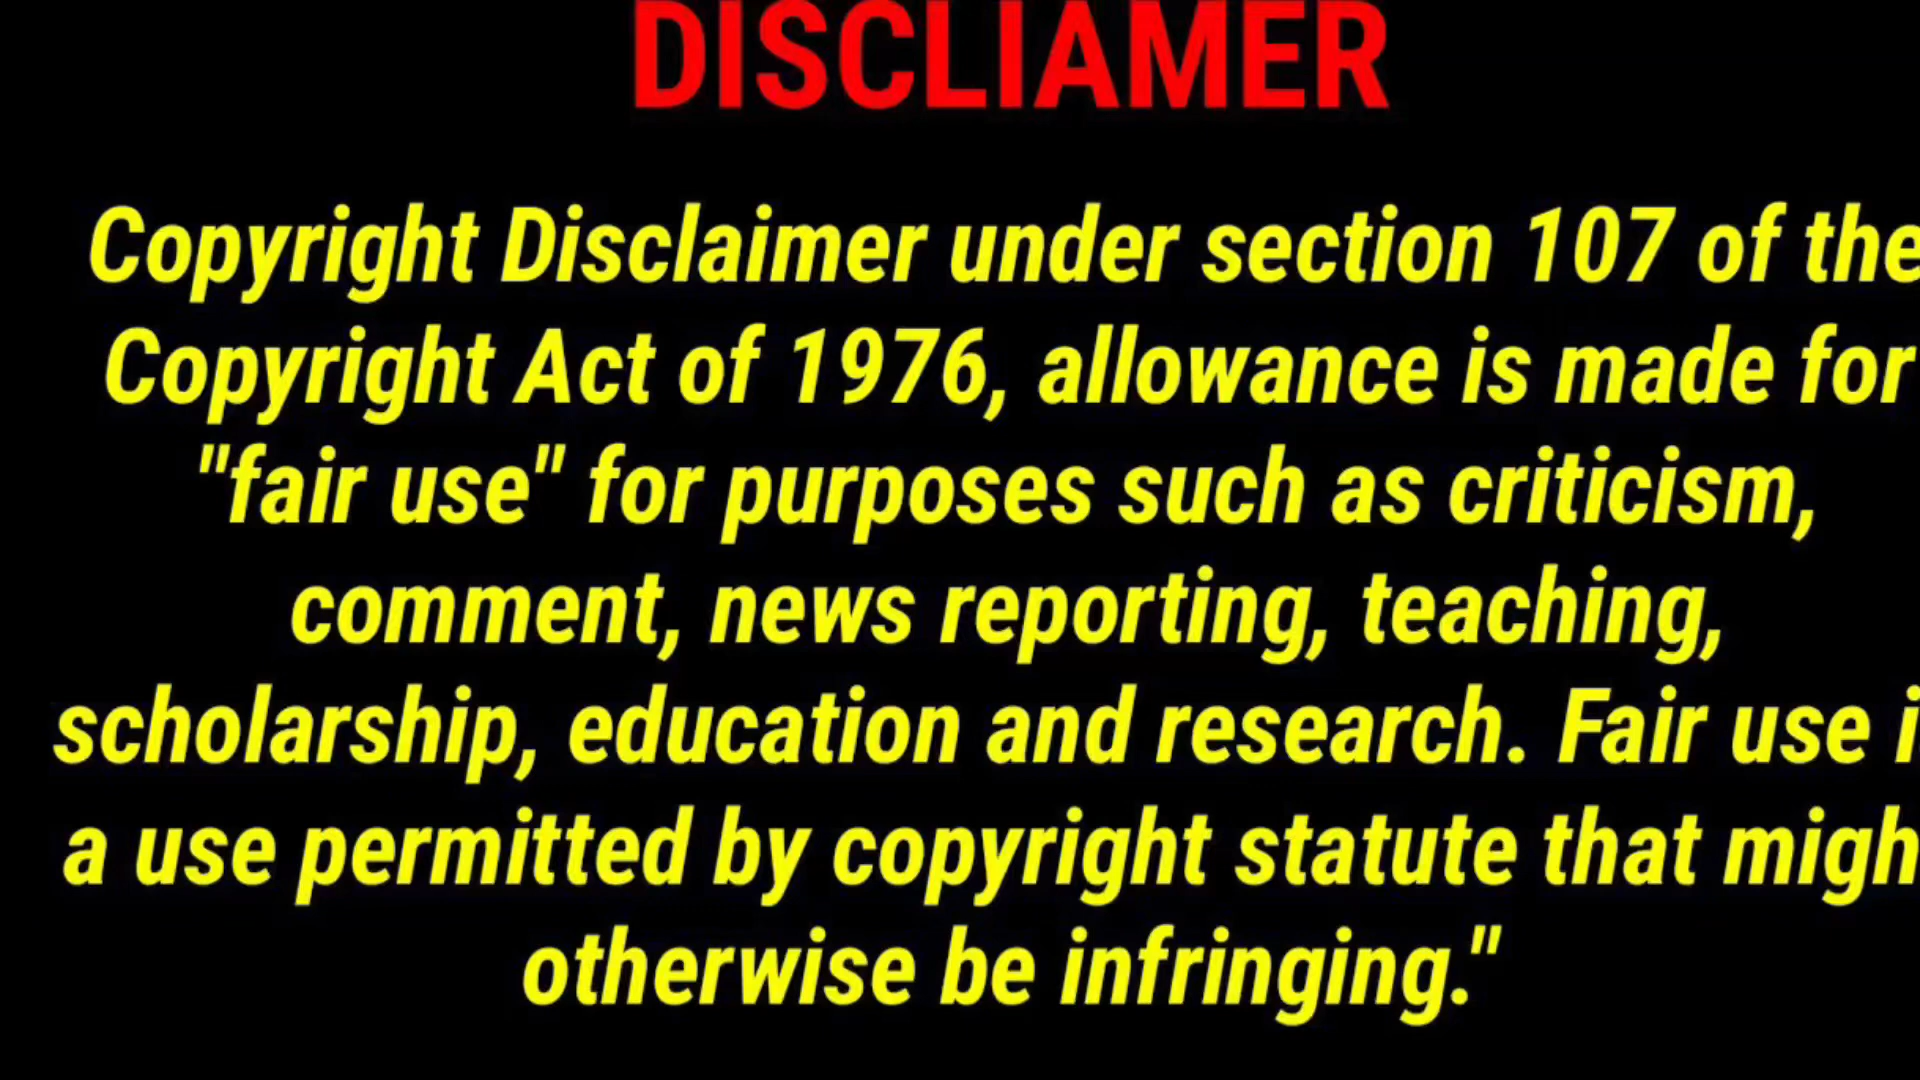 DISCLIAMER
Copyright Disclaimer under section 107 of the
Copyright Act of 1976, allowance is made for
"fair use" for purposes such as criticism,
comment, news reporting, teaching,
scholarship, education and research. Fair use i
a use permitted by copyright statute that migh
otherwise be infringing."